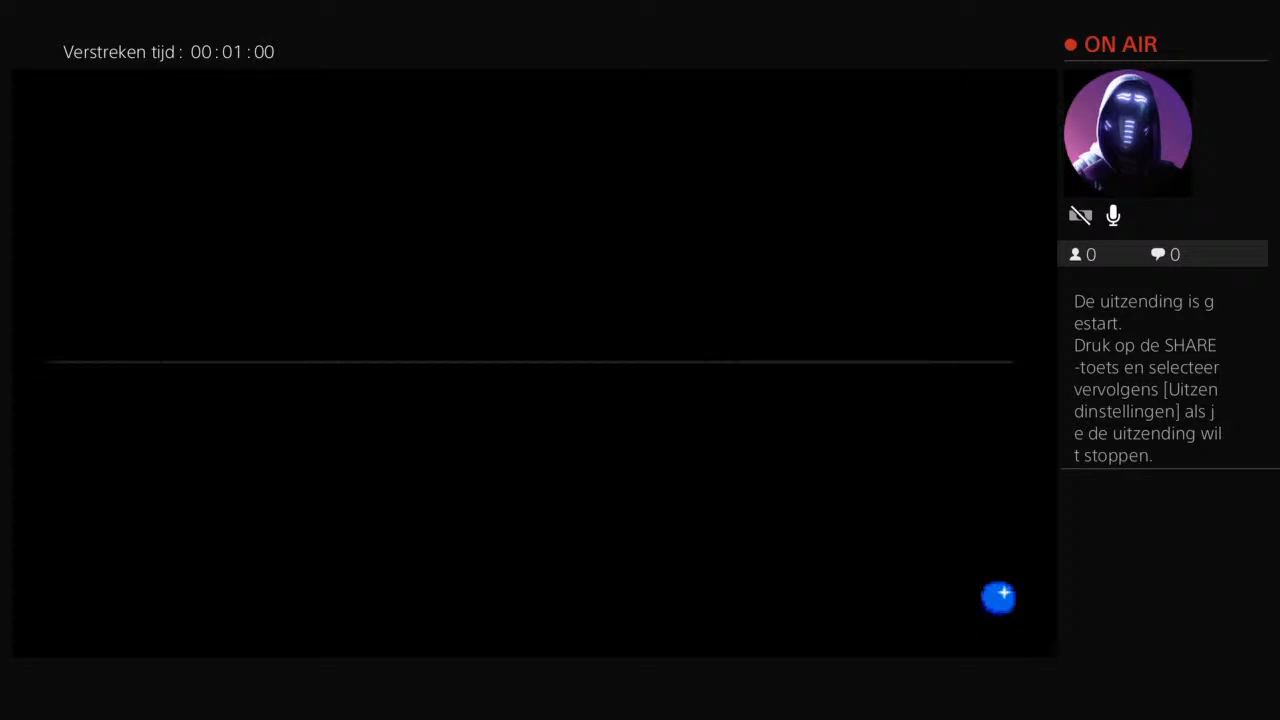 Verstreken tijd : 00 : 01 : 00
ON AIR
0 0
De uitzending is g
estart.
Druk op de SHARE
-toets en selecteer
vervolgens [Uitzen
dinstellingen] als j
e de uitzending wil
t stoppen.